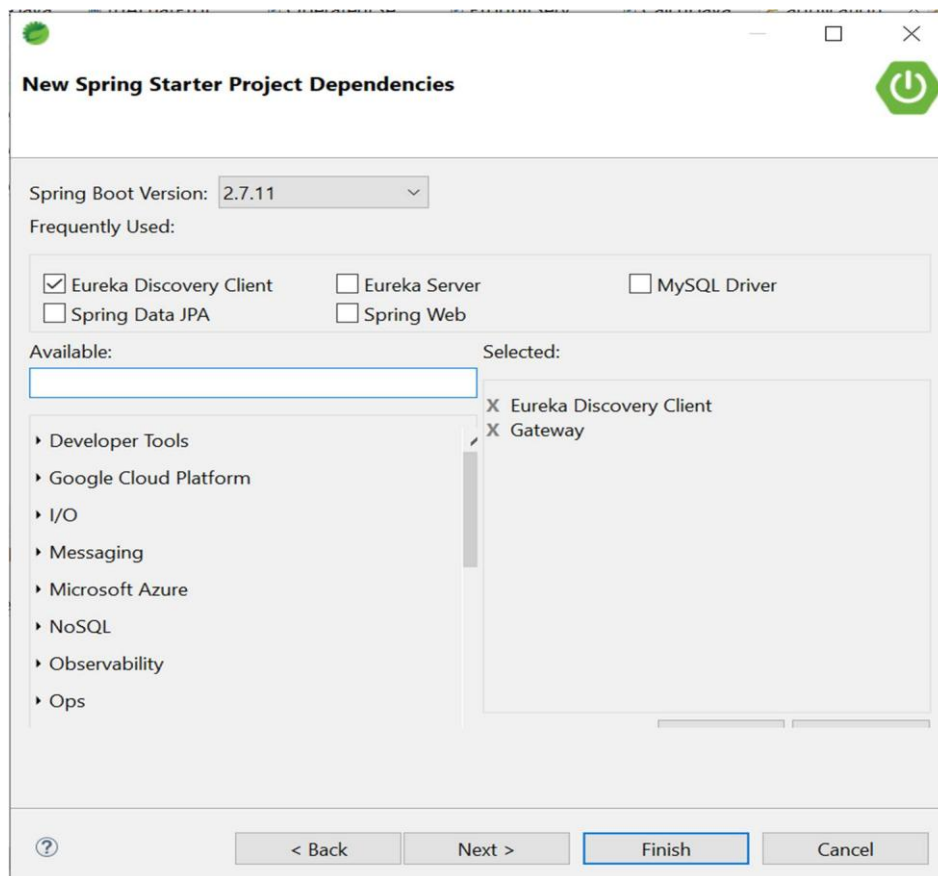 New Spring Starter Project Dependencies
Spring Boot Version: 2.7.11
Frequently Used:
Eureka Discovery Client Eureka Server MySQL Driver
Spring Data JPA Spring Web
Available: Selected:
X Eureka Discovery Client
X Gateway
Developer Tools
Google Cloud Platform
I/O
Messaging
Microsoft Azure
NoSQL
Observability
Ops
? < Back Next > Finish Cancel